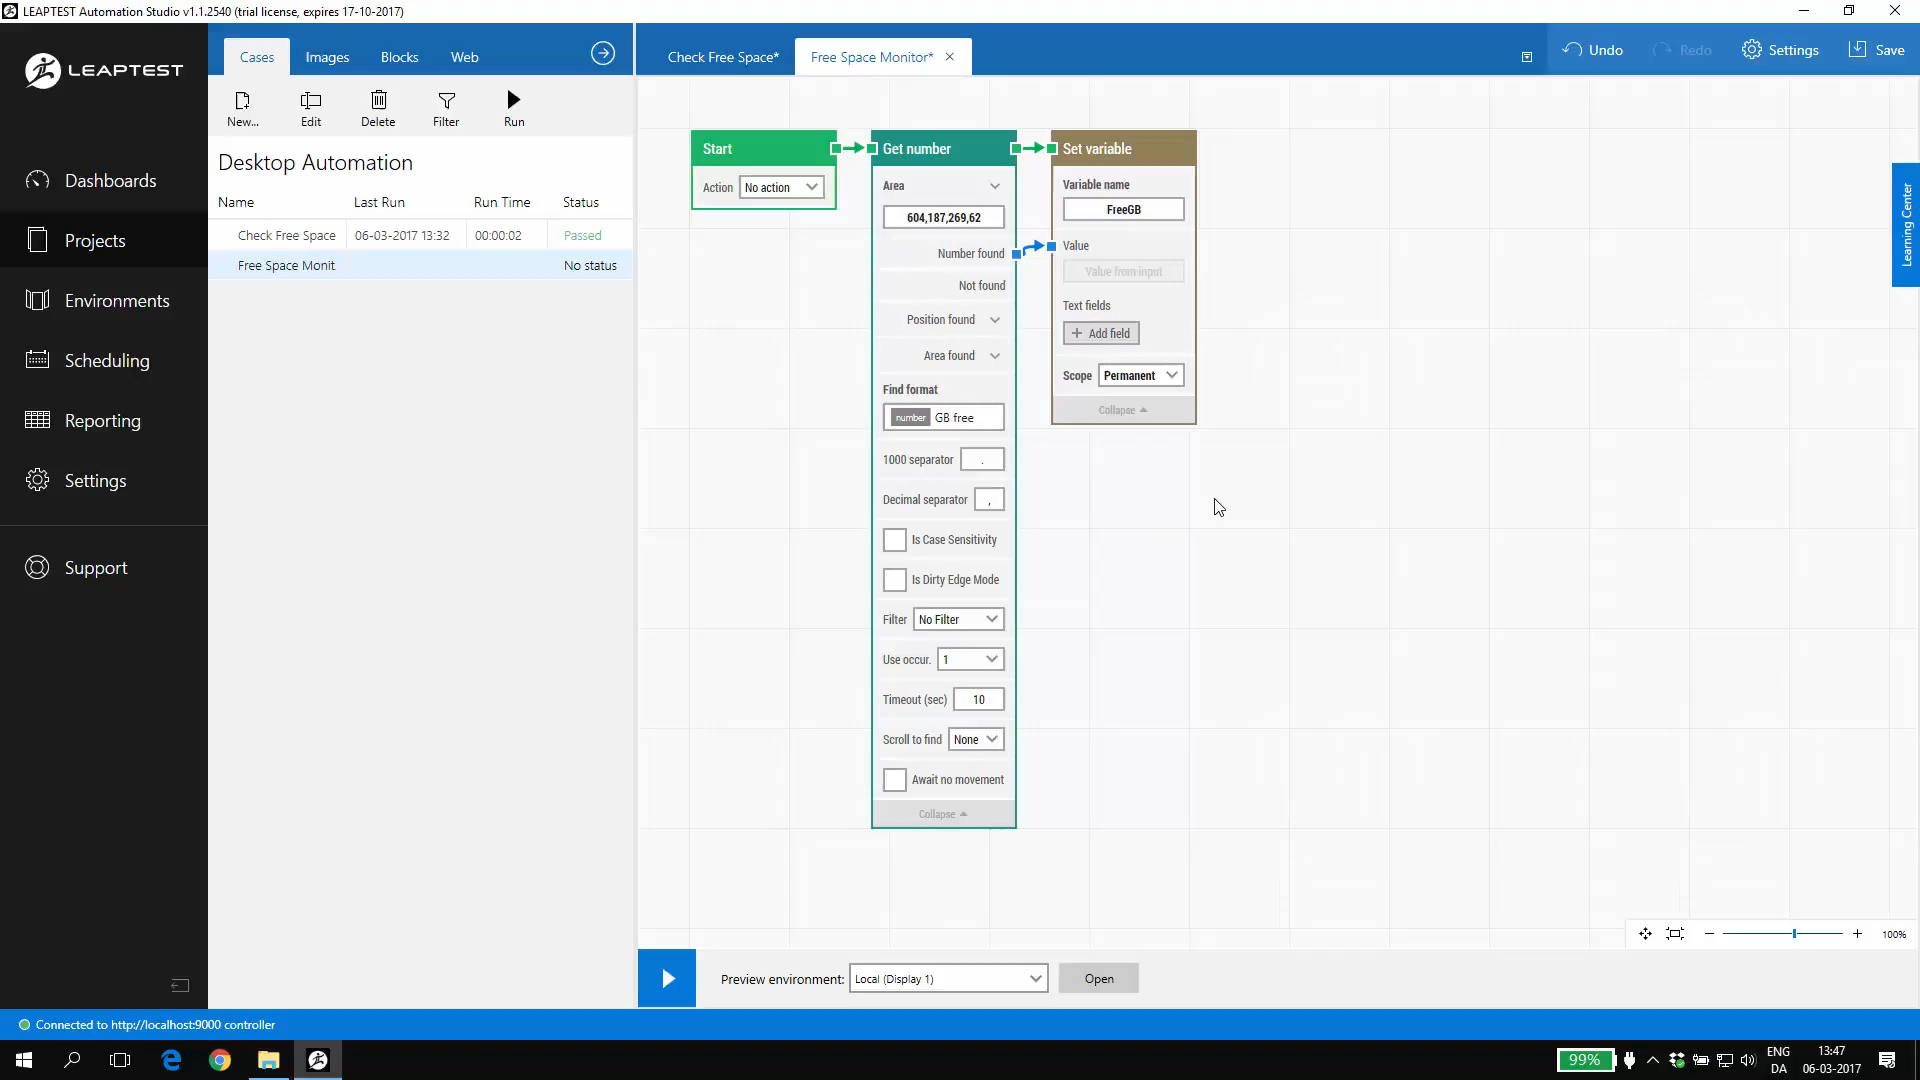 LEAPTEST Automation Studio v1.1.2540 (trial license, expires 17-10-2017)
LEAPTEST
Dashboards
Projects
Environments
Scheduling
Reporting
Settings
Support
Cases
Images
Blocks
Web
New...
Edit
Delete
Filter
Run
Desktop Automation
Name Last Run Run Time Status
Check Free Space 06-03-2017 13:32 00:00:02 Passed
Free Space Monit No status
Check Free Space*
Free Space Monitor*
Undo
Redo
Settings
Save
Learning Center
Start
Action No action
Get number
Area
604,187,269,62
Number found
Not found
Position found
Area found
Find format
number GB free
1000 separator .
Decimal separator ,
Is Case Sensitivity
Is Dirty Edge Mode
Filter No Filter
Use occur. 1
Timeout (sec) 10
Scroll to find None
Await no movement
Collapse
Set variable
Variable name
FreeGB
Value
Value from input
Text fields
+ Add field
Scope Permanent
Collapse
100%
Preview environment: Local (Display 1) Open
Connected to http://localhost:9000 controller
99%
ENG
DA
13:47
06-03-2017